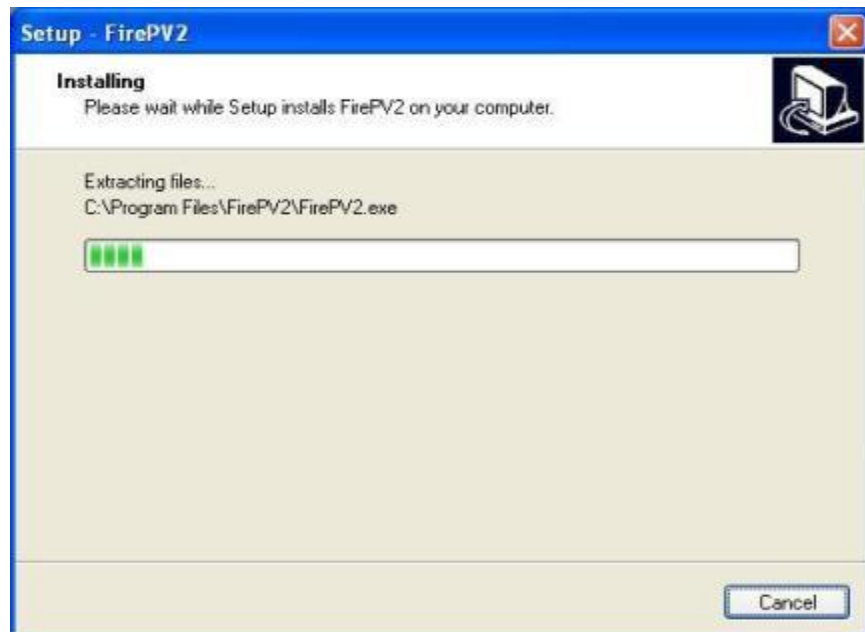 Setup - FirePV2
Installing
Please wait while Setup installs FirePV2 on your computer.
Extracting files...
C:\Program Files\FirePV2\FirePV2.exe
Cancel